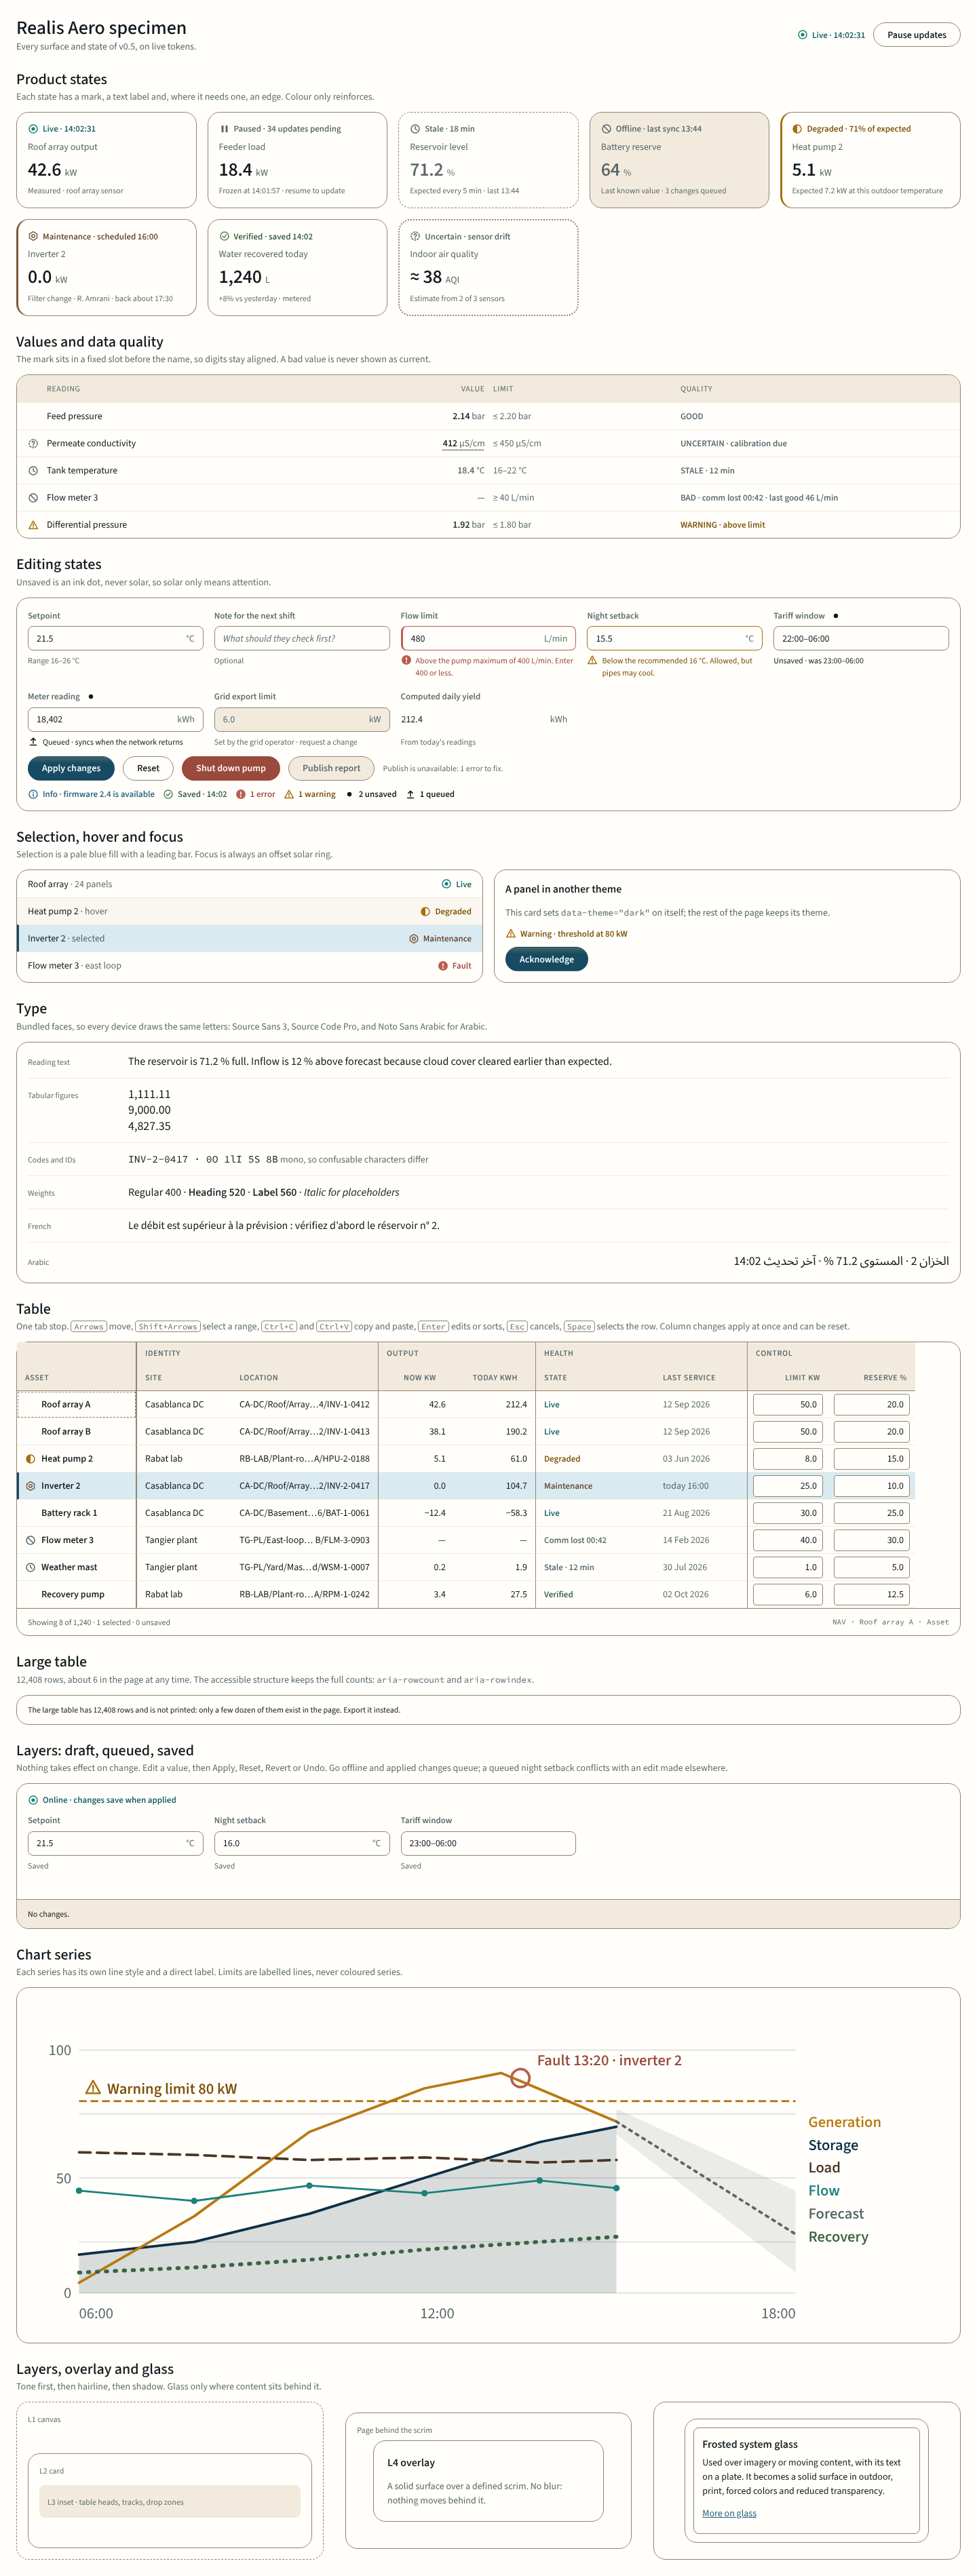 Realis Aero specimen
Every surface and state of v0.5, on live tokens.
Live · 14:02:31
Pause updates
Product states
Each state has a mark, a text label and, where it needs one, an edge. Colour only reinforces.
Live · 14:02:31
Roof array output
42.6 kW
Measured · roof array sensor
Paused · 34 updates pending
Feeder load
18.4 kW
Frozen at 14:01:57 · resume to update
Stale · 18 min
Reservoir level
71.2 %
Expected every 5 min · last 13:44
Offline · last sync 13:44
Battery reserve
64 %
Last known value · 3 changes queued
Degraded · 71% of expected
Heat pump 2
5.1 kW
Expected 7.2 kW at this outdoor temperature
Maintenance · scheduled 16:00
Inverter 2
0.0 kW
Filter change · R. Amrani · back about 17:30
Verified · saved 14:02
Water recovered today
1,240 L
+8% vs yesterday · metered
Uncertain · sensor drift
Indoor air quality
≈ 38 AQI
Estimate from 2 of 3 sensors
Values and data quality
The mark sits in a fixed slot before the name, so digits stay aligned. A bad value is never shown as current.
READING VALUE LIMIT QUALITY
Feed pressure 2.14 bar ≤ 2.20 bar GOOD
Permeate conductivity 412 µS/cm ≤ 450 µS/cm UNCERTAIN · calibration due
Tank temperature 18.4 °C 16–22 °C STALE · 12 min
Flow meter 3 — ≥ 40 L/min BAD · comm lost 00:42 · last good 46 L/min
Differential pressure 1.92 bar ≤ 1.80 bar WARNING · above limit
Editing states
Unsaved is an ink dot, never solar, so solar only means attention.
Setpoint
21.5 °C
Range 16–26 °C
Note for the next shift
What should they check first?
Optional
Flow limit
480 L/min
Above the pump maximum of 400 L/min. Enter
400 or less.
Night setback
15.5 °C
Below the recommended 16 °C. Allowed, but
pipes may cool.
Tariff window
22:00–06:00
Unsaved · was 23:00–06:00
Meter reading
18,402 kWh
Queued · syncs when the network returns
Grid export limit
6.0 kW
Set by the grid operator · request a change
Computed daily yield
212.4 kWh
From today's readings
Apply changes Reset Shut down pump Publish report Publish is unavailable: 1 error to fix.
Info · firmware 2.4 is available Saved · 14:02 1 error 1 warning 2 unsaved 1 queued
Selection, hover and focus
Selection is a pale blue fill with a leading bar. Focus is always an offset solar ring.
Roof array · 24 panels Live
Heat pump 2 · hover Degraded
Inverter 2 · selected Maintenance
Flow meter 3 · east loop Fault
A panel in another theme
This card sets data-theme="dark" on itself; the rest of the page keeps its theme.
Warning · threshold at 80 kW
Acknowledge
Type
Bundled faces, so every device draws the same letters: Source Sans 3, Source Code Pro, and Noto Sans Arabic for Arabic.
Reading text The reservoir is 71.2 % full. Inflow is 12 % above forecast because cloud cover cleared earlier than expected.
Tabular figures 1,111.11
9,000.00
4,827.35
Codes and IDs INV-2-0417 · 0O 1lI 5S 8B mono, so confusable characters differ
Weights Regular 400 · Heading 520 · Label 560 · Italic for placeholders
French Le débit est supérieur à la prévision : vérifiez d’abord le réservoir n° 2.
Arabic الخزان 2 · المستوى 71.2 % · آخر تحديث 14:02
Table
One tab stop. Arrows move, Shift+Arrows select a range, Ctrl+C and Ctrl+V copy and paste, Enter edits or sorts, Esc cancels, Space selects the row. Column changes apply at once and can be reset.
IDENTITY OUTPUT HEALTH CONTROL
ASSET SITE LOCATION NOW KW TODAY KWH STATE LAST SERVICE LIMIT KW RESERVE %
Roof array A Casablanca DC CA-DC/Roof/Array…4/INV-1-0412 42.6 212.4 Live 12 Sep 2026 50.0 20.0
Roof array B Casablanca DC CA-DC/Roof/Array…2/INV-1-0413 38.1 190.2 Live 12 Sep 2026 50.0 20.0
Heat pump 2 Rabat lab RB-LAB/Plant-ro…A/HPU-2-0188 5.1 61.0 Degraded 03 Jun 2026 8.0 15.0
Inverter 2 Casablanca DC CA-DC/Roof/Array…2/INV-2-0417 0.0 104.7 Maintenance today 16:00 25.0 10.0
Battery rack 1 Casablanca DC CA-DC/Basement…6/BAT-1-0061 −12.4 −58.3 Live 21 Aug 2026 30.0 25.0
Flow meter 3 Tangier plant TG-PL/East-loop… B/FLM-3-0903 — — Comm lost 00:42 14 Feb 2026 40.0 30.0
Weather mast Tangier plant TG-PL/Yard/Mas…d/WSM-1-0007 0.2 1.9 Stale · 12 min 30 Jul 2026 1.0 5.0
Recovery pump Rabat lab RB-LAB/Plant-ro…A/RPM-1-0242 3.4 27.5 Verified 02 Oct 2026 6.0 12.5
Showing 8 of 1,240 · 1 selected · 0 unsaved NAV · Roof array A · Asset
Large table
12,408 rows, about 6 in the page at any time. The accessible structure keeps the full counts: aria-rowcount and aria-rowindex.
The large table has 12,408 rows and is not printed: only a few dozen of them exist in the page. Export it instead.
Layers: draft, queued, saved
Nothing takes effect on change. Edit a value, then Apply, Reset, Revert or Undo. Go offline and applied changes queue; a queued night setback conflicts with an edit made elsewhere.
Online · changes save when applied
Setpoint
21.5 °C
Saved
Night setback
16.0 °C
Saved
Tariff window
23:00–06:00
Saved
No changes.
Chart series
Each series has its own line style and a direct label. Limits are labelled lines, never coloured series.
100
50
0
Warning limit 80 kW
Fault 13:20 · inverter 2
Generation
Storage
Load
Flow
Forecast
Recovery
06:00 12:00 18:00
Layers, overlay and glass
Tone first, then hairline, then shadow. Glass only where content sits behind it.
L1 canvas
L2 card
L3 inset · table heads, tracks, drop zones
Page behind the scrim
L4 overlay
A solid surface over a defined scrim. No blur:
nothing moves behind it.
Frosted system glass
Used over imagery or moving content, with its text
on a plate. It becomes a solid surface in outdoor,
print, forced colors and reduced transparency.
More on glass